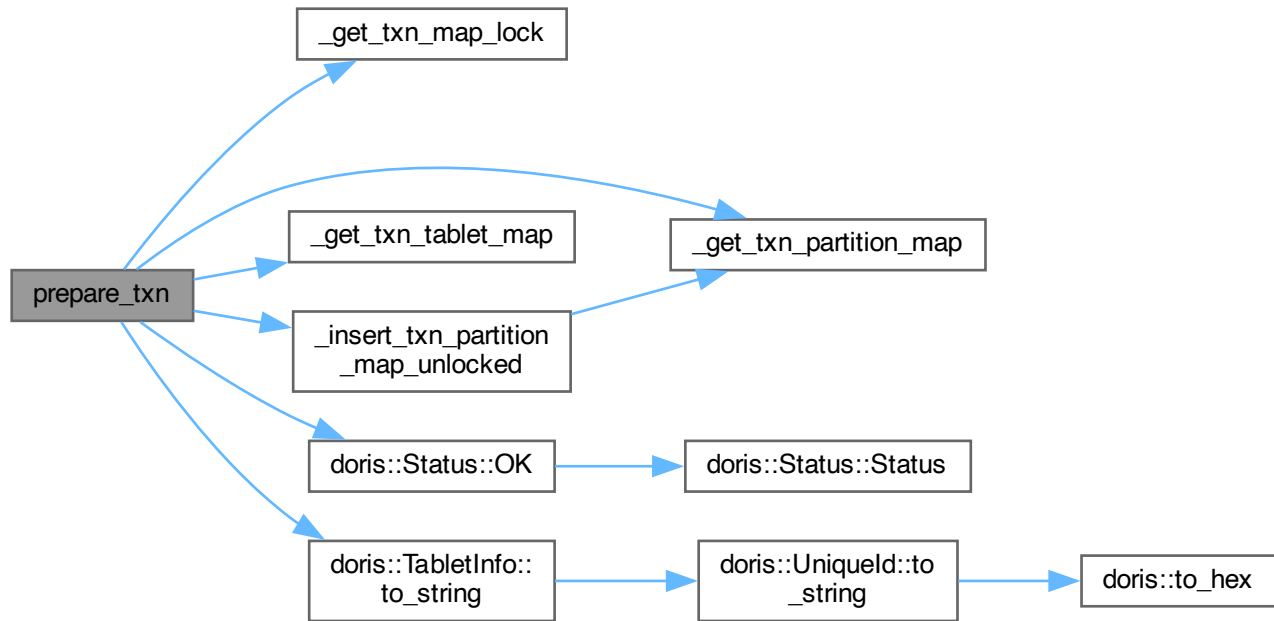 _get_txn_map_lock
_get_txn_tablet_map
_get_txn_partition_map
prepare_txn
_insert_txn_partition
_map_unlocked
doris::Status::OK
doris::Status::Status
doris::TabletInfo::
to_string
doris::UniqueId::to
_string
doris::to_hex